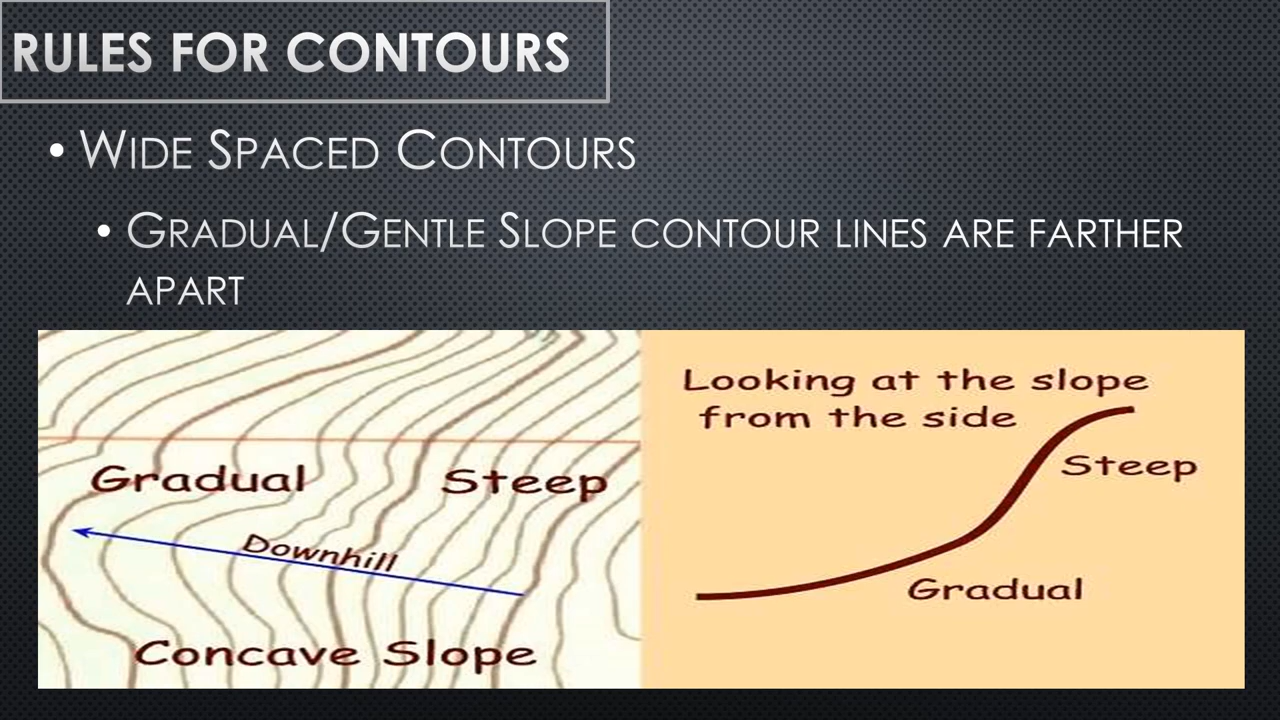 RULES FOR CONTOURS
• WIDE SPACED CONTOURS
• GRADUAL/GENTLE SLOPE CONTOUR LINES ARE FARTHER
APART
Gradual
Steep
Downhill
Concave Slope
Looking at the slope
from the side
Steep
Gradual